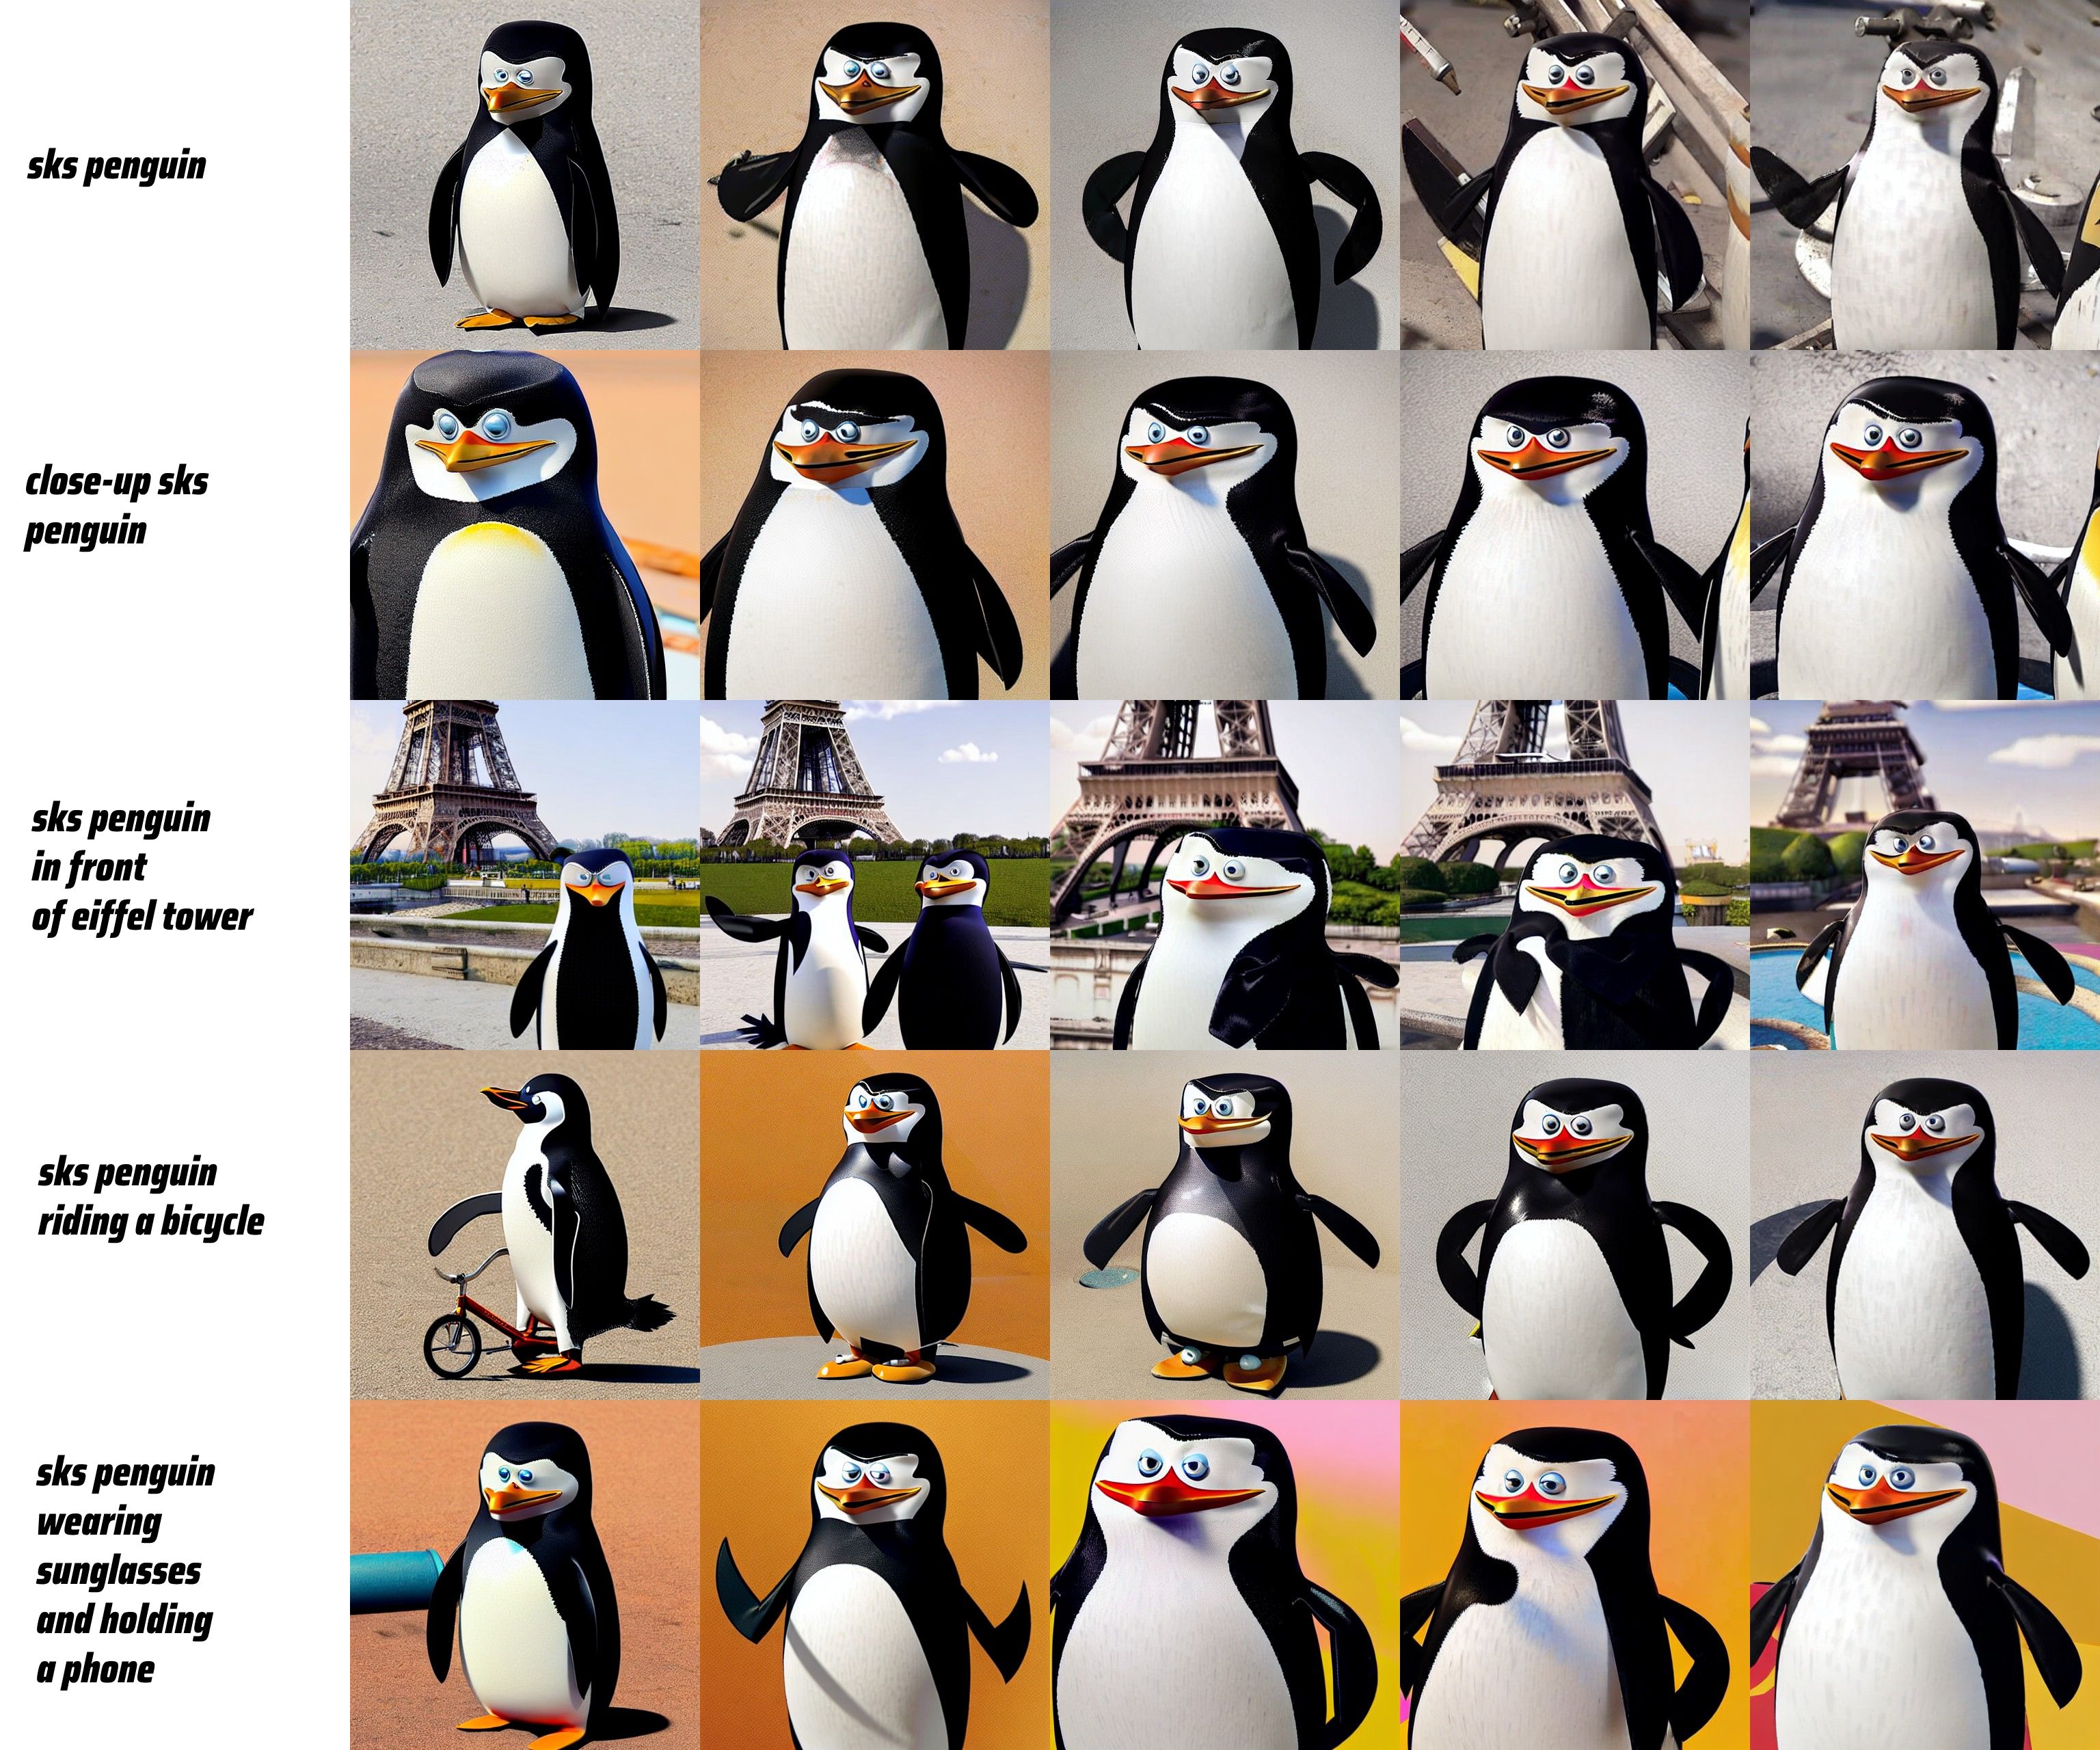 sks penguin
close-up sks
penguin
sks penguin
in front
of eiffel tower
sks penguin
riding a bicycle
sks penguin
wearing
sunglasses
and holding
a phone